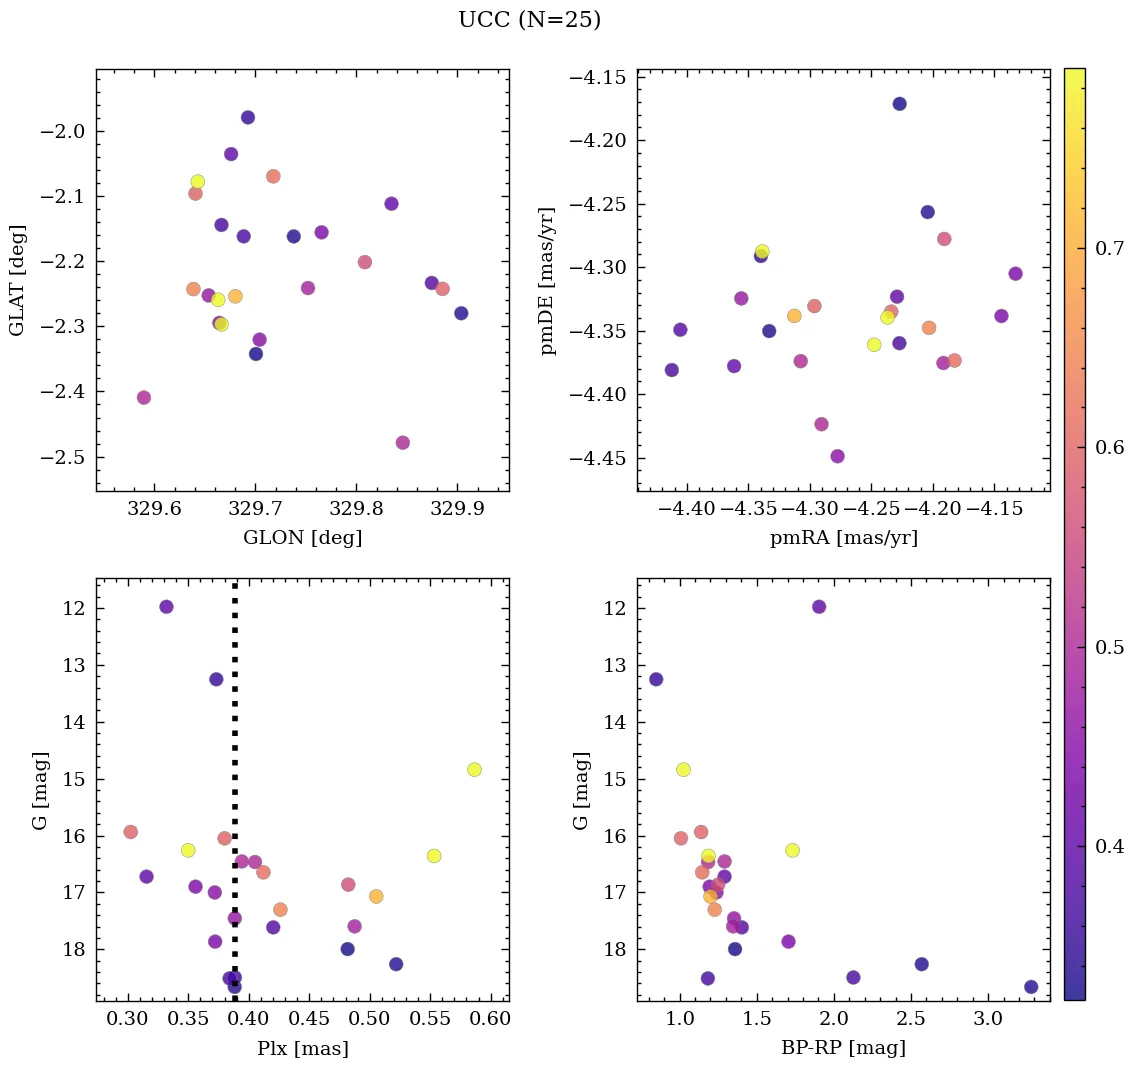 UCC (N=25)
−2.0
−2.1
−2.2
−2.3
−2.4
−2.5
GLAT [deg]
329.6 329.7 329.8 329.9
GLON [deg]
−4.15
−4.20
−4.25
−4.30
−4.35
−4.40
−4.45
pmDE [mas/yr]
−4.40 −4.35 −4.30 −4.25 −4.20 −4.15
pmRA [mas/yr]
12
13
14
15
16
17
18
G [mag]
0.30 0.35 0.40 0.45 0.50 0.55 0.60
Plx [mas]
12
13
14
15
16
17
18
G [mag]
1.0 1.5 2.0 2.5 3.0
BP-RP [mag]
0.7
0.6
0.5
0.4